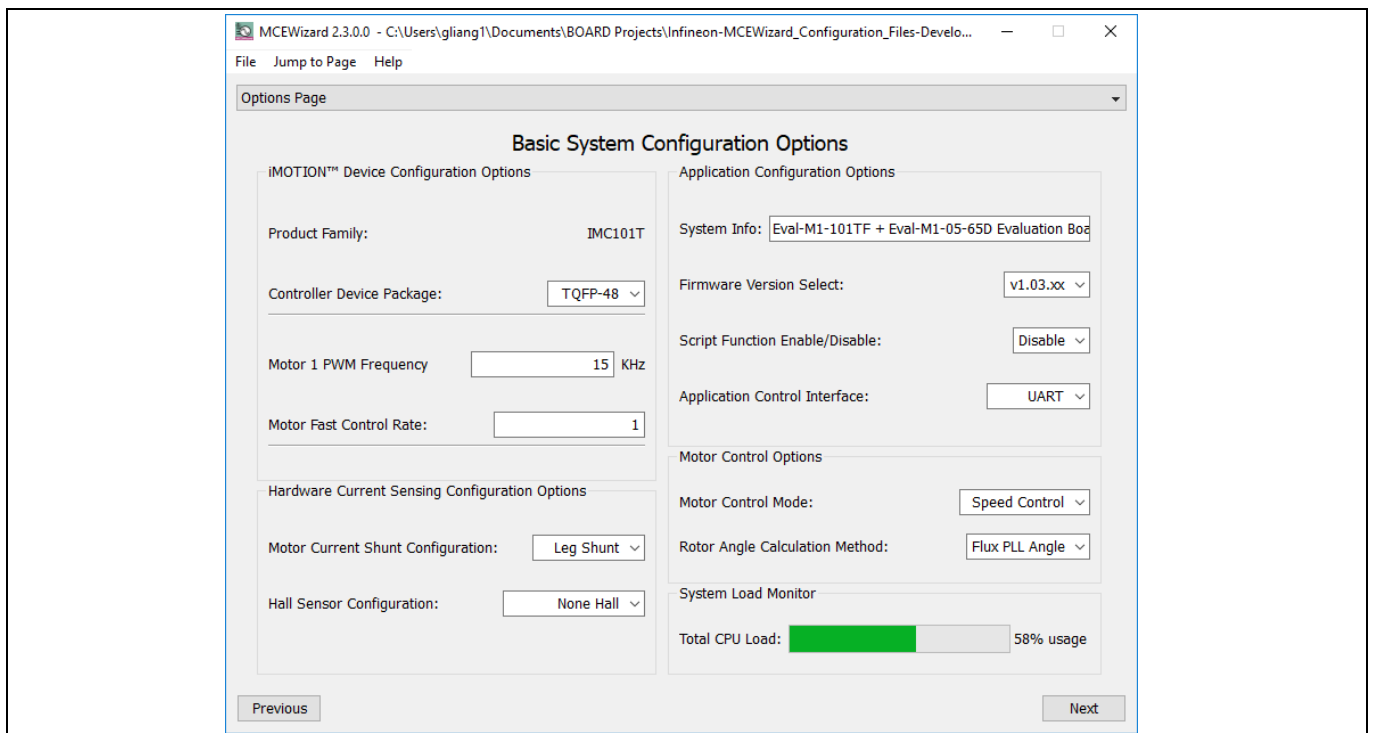 MCEWizard 2.3.0.0 - C:\Users\gliang1\Documents\BOARD Projects\Infineon-MCEWizard_Configuration_Files-Develo...
File Jump to Page Help
Options Page
Basic System Configuration Options
iMOTION™ Device Configuration Options
Product Family: IMC101T
Controller Device Package: TQFP-48
Motor 1 PWM Frequency 15 KHz
Motor Fast Control Rate: 1
Hardware Current Sensing Configuration Options
Motor Current Shunt Configuration: Leg Shunt
Hall Sensor Configuration: None Hall
Application Configuration Options
System Info: Eval-M1-101TF + Eval-M1-05-65D Evaluation Boa
Firmware Version Select: v1.03.xx
Script Function Enable/Disable: Disable
Application Control Interface: UART
Motor Control Options
Motor Control Mode: Speed Control
Rotor Angle Calculation Method: Flux PLL Angle
System Load Monitor
Total CPU Load: 58% usage
Previous
Next